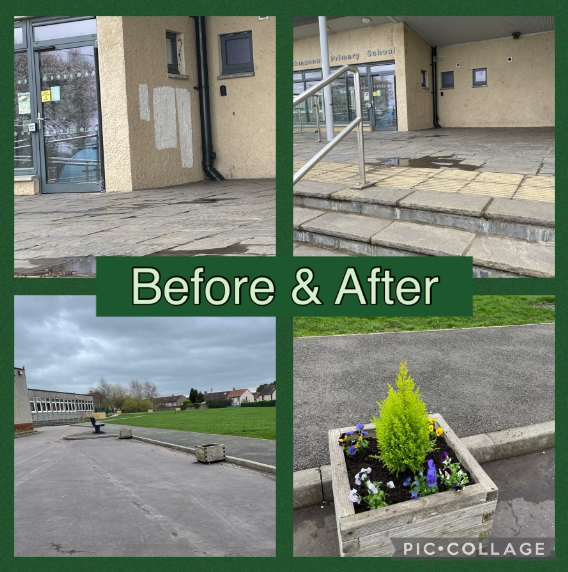 Primary School
Before & After
PIC•COLLAGE